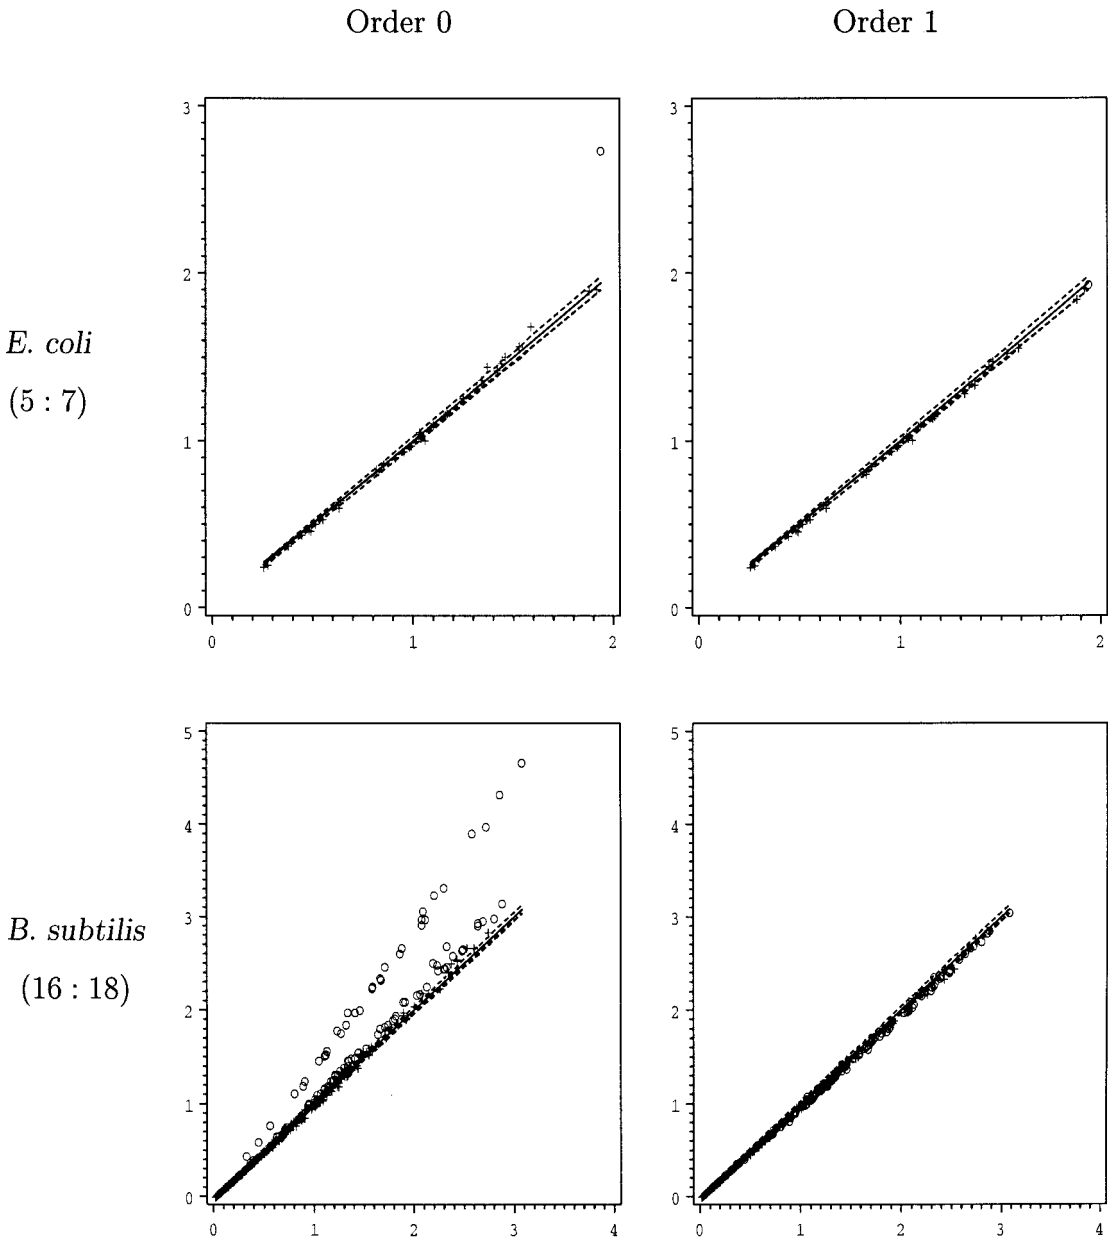 Order 0 Order 1
3 3
2 2
E. coli
(5 : 7)
1 1
0 0
0 1 2 0 1 2
5 5
4 4
3 3
B. subtilis
(16 : 18)
2 2
1 1
0 0
0 1 2 3 4 0 1 2 3 4